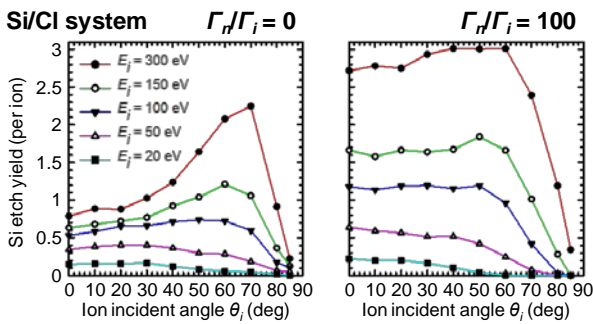 Si/Cl system
Γn/Γi = 0
Γn/Γi = 100
Si etch yield (per ion)
3
2.5
2
1.5
1
0.5
0
Ei = 300 eV
Ei = 150 eV
Ei = 100 eV
Ei = 50 eV
Ei = 20 eV
0 10 20 30 40 50 60 70 80 90
0 10 20 30 40 50 60 70 80 90
Ion incident angle θi (deg)
Ion incident angle θi (deg)